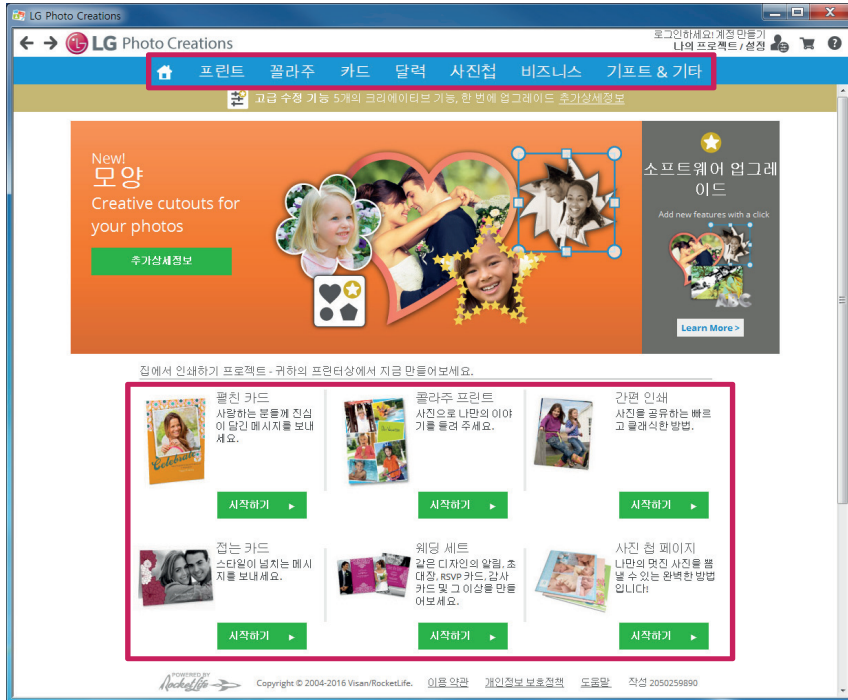 LG Photo Creations
LG Photo Creations
로그인하세요! 계정 만들기
나의 프로젝트 / 설정
프린트 꼴라주 카드 달력 사진첩 비즈니스 기프트 & 기타
고급 수정 기능 5개의 크리에이티브 기능, 한 번에 업그레이드 추가상세정보
New!
모양
Creative cutouts for
your photos
추가상세정보
소프트웨어 업그레
이드
Add new features with a click
ABC
Learn More >
집에서 인쇄하기 프로젝트 - 귀하의 프린터상에서 지금 만들어보세요.
펼친 카드
사랑하는 분들께 진심
이 담긴 메시지를 보내
세요.
Celebrate
시작하기
콜라주 프린트
사진으로 나만의 이야
기를 들려 주세요.
시작하기
간편 인쇄
사진을 공유하는 빠르
고 클래식한 방법.
시작하기
접는 카드
스타일이 넘치는 메시
지를 보내세요.
시작하기
웨딩 세트
같은 디자인의 알림, 초
대장, RSVP 카드, 감사
카드 및 그 이상을 만들
어보세요.
시작하기
사진 첩 페이지
나만의 멋진 사진을 뽐
낼 수 있는 완벽한 방법
입니다!
시작하기
POWERED BY
RocketLife
Copyright © 2004-2016 Visan/RocketLife. 이용 약관 개인정보 보호정책 도움말 작성 2050259890